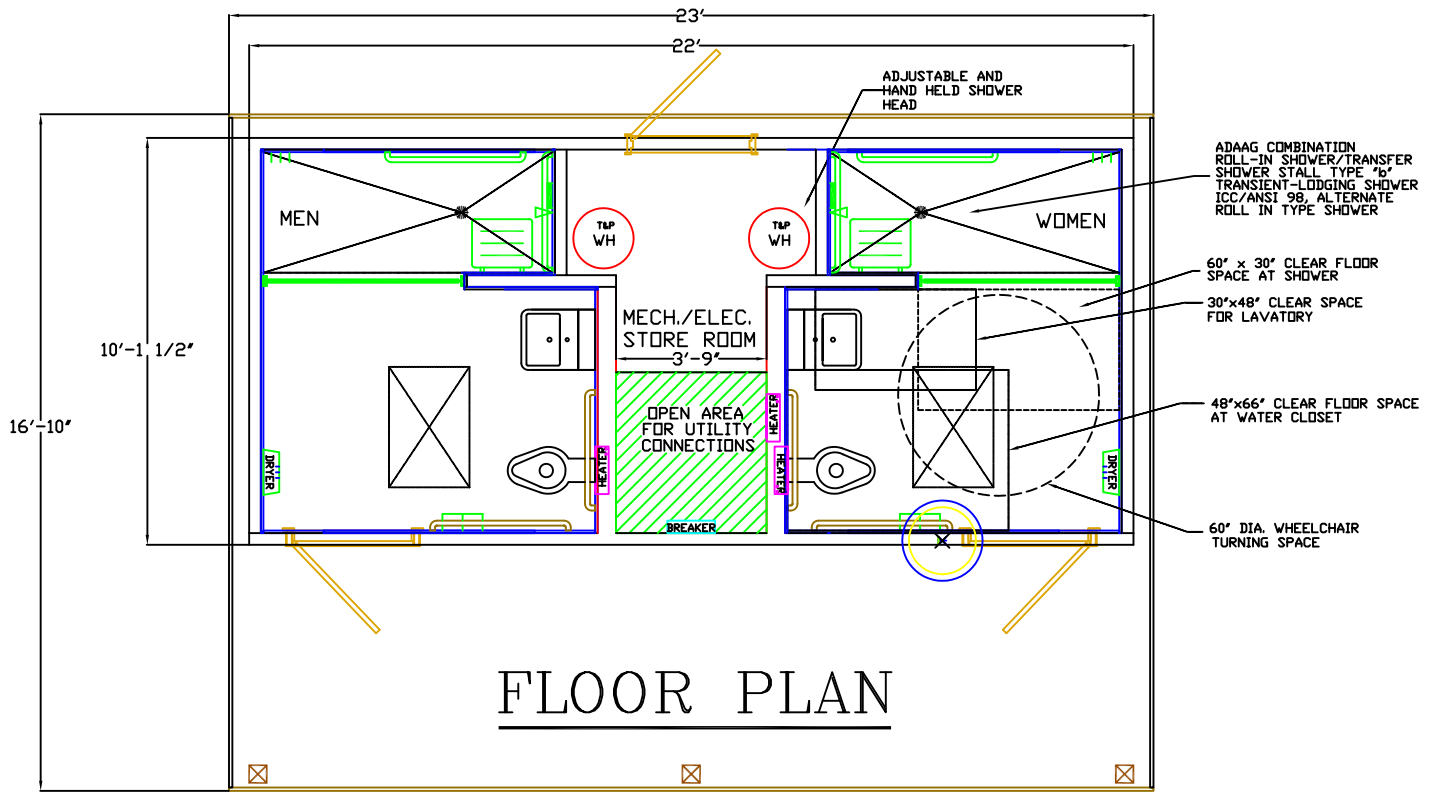 23'
22'
ADJUSTABLE AND
HAND HELD SHOWER
HEAD
ADAAG COMBINATION
ROLL-IN SHOWER/TRANSFER
SHOWER STALL TYPE "b"
TRANSIENT-LODGING SHOWER
ICC/ANSI 98, ALTERNATE
ROLL IN TYPE SHOWER
MEN
T&P
WH
T&P
WH
WOMEN
60" x 30" CLEAR FLOOR
SPACE AT SHOWER
30"x48" CLEAR SPACE
FOR LAVATORY
MECH./ELEC.
STORE ROOM
3'-9"
10'-1 1/2"
16'-10"
OPEN AREA
FOR UTILITY
CONNECTIONS
HEATER
HEATER
HEATER
48"x66" CLEAR FLOOR SPACE
AT WATER CLOSET
DRYER
DRYER
BREAKER
60" DIA. WHEELCHAIR
TURNING SPACE
FLOOR PLAN